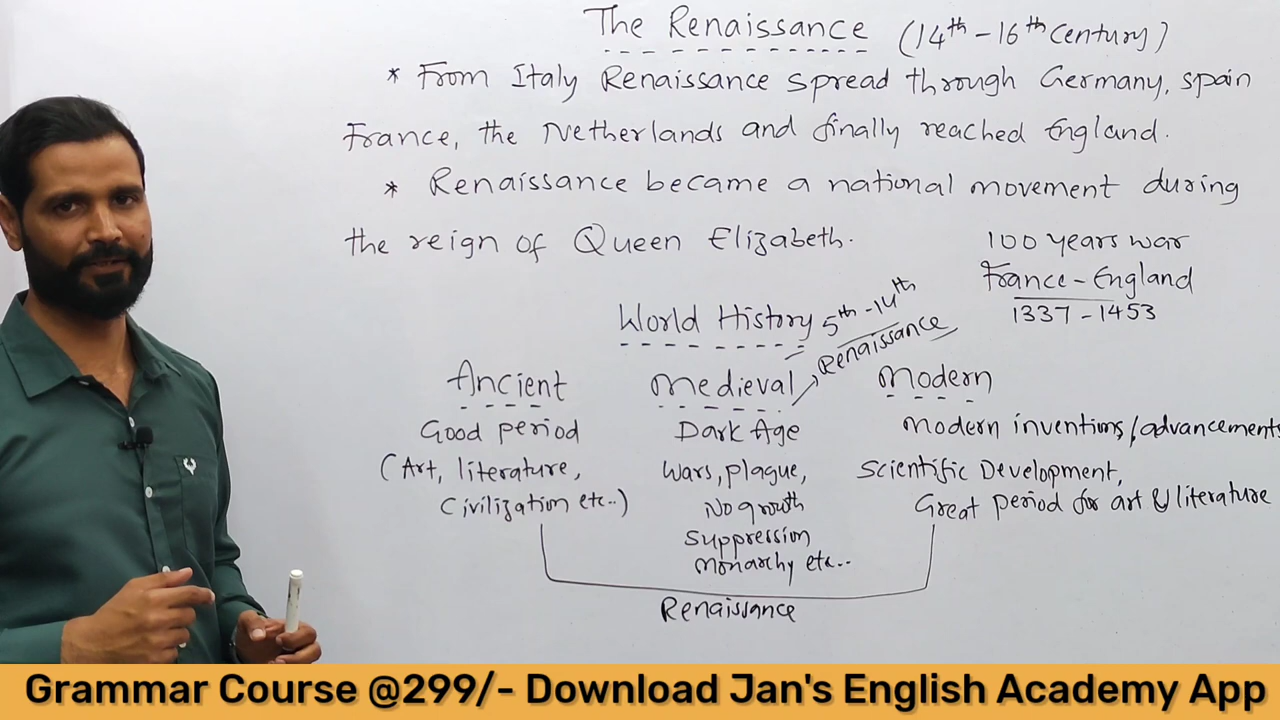 The Renaissance (14th - 16th Century)
* From Italy Renaissance spread through Germany, spain
France, the Netherlands and finally reached England.
* Renaissance became a national movement during
the reign of Queen Elizabeth.
100 years war
France - England
1337 - 1453
World History
5th - 14th
Renaissance
Ancient
Good period
(Art, literature,
Civilization etc..)
Medieval
Dark Age
Wars, plague,
No growth
Suppression
Monarchy etc...
Modern
Modern inventions/advancements
Scientific Development,
Great period for art & literature
Renaissance
Grammar Course @299/- Download Jan's English Academy App